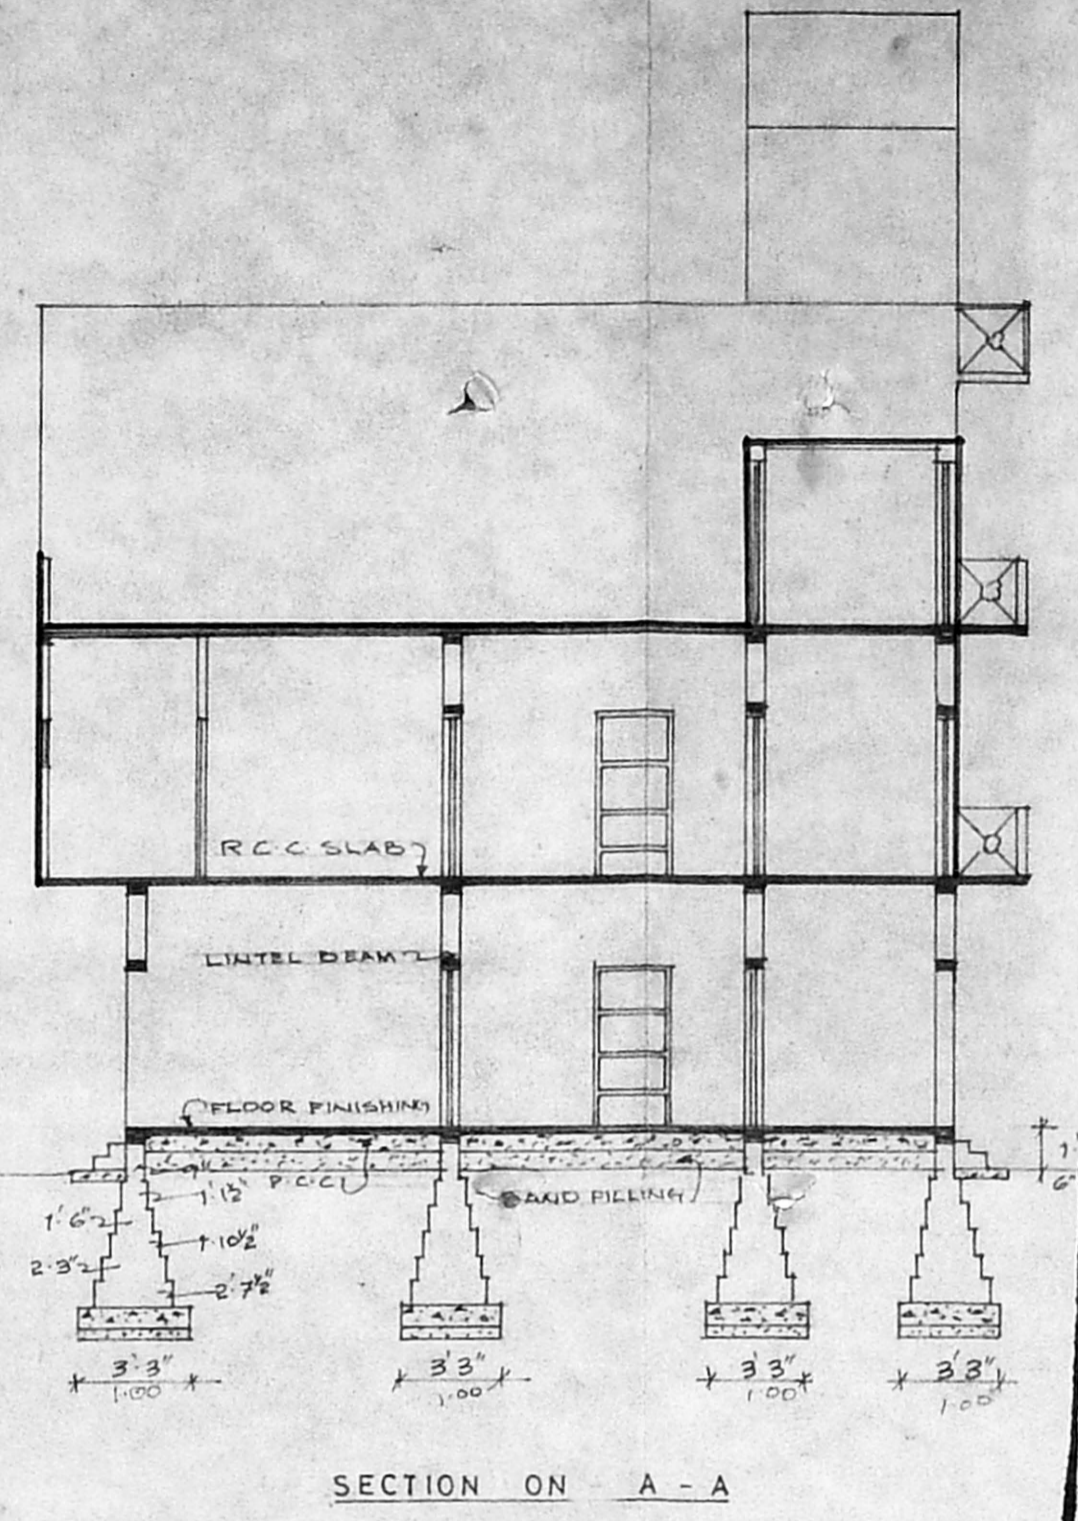 R.C.C. SLAB
LINTEL BEAM
FLOOR FINISHING
9"
P.C.C.
1'.1½"
SAND FILLING
6"
1'.6"
1'.10½"
2.3"
2'.7½"
3'.3" 3'3" 3'3" 3'3"
1.00 1.00 1.00 1.00
SECTION ON A - A